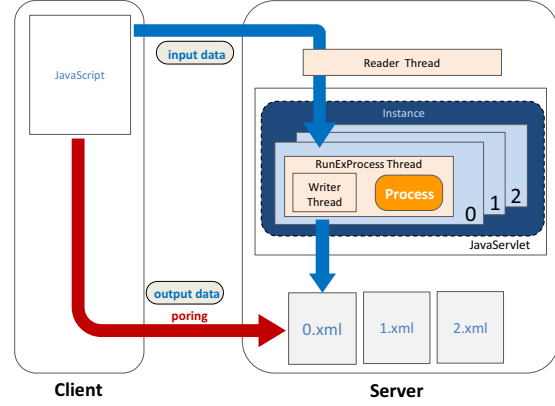 JavaScript
input data
Reader Thread
Instance
RunExProcess Thread
Writer
Thread
Process
0
1
2
JavaServlet
output data
poring
0.xml
1.xml
2.xml
Client
Server